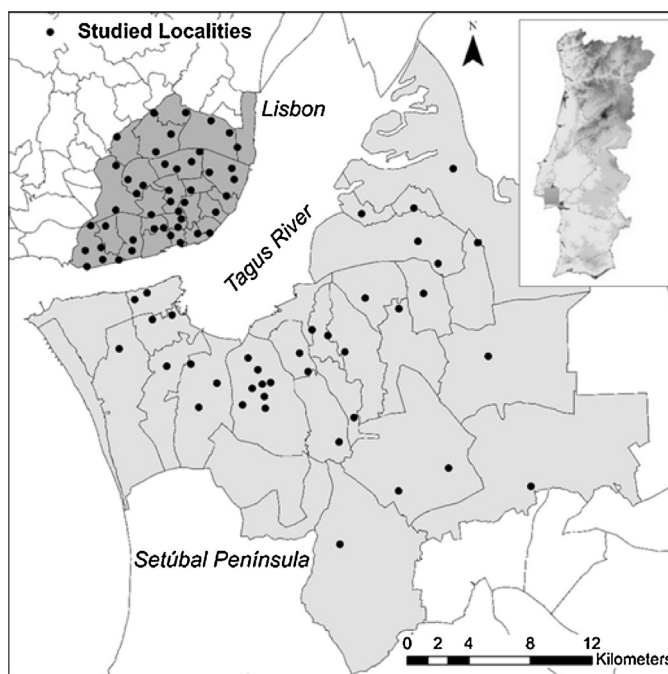 Studied Localities
N
Lisbon
Tagus River
Setúbal Península
0 2 4 8 12
Kilometers